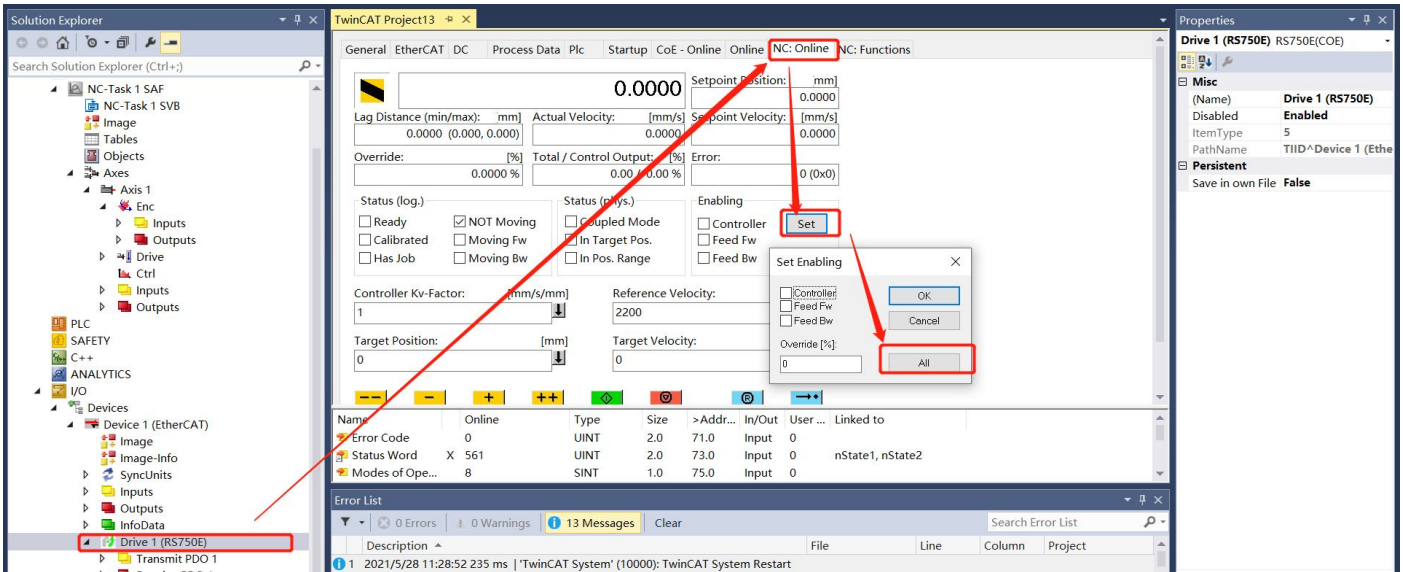 Solution Explorer
Search Solution Explorer (Ctrl+;)
NC-Task 1 SAF
NC-Task 1 SVB
Image
Tables
Objects
Axes
Axis 1
Enc
Inputs
Outputs
Drive
Ctrl
Inputs
Outputs
PLC
SAFETY
C++
ANALYTICS
I/O
Devices
Device 1 (EtherCAT)
Image
Image-Info
SyncUnits
Inputs
Outputs
InfoData
Drive 1 (RS750E)
Transmit PDO 1
TwinCAT Project13
General EtherCAT DC Process Data Plc Startup CoE - Online Online NC: Online NC: Functions
0.0000
Setpoint Position: mm]
0.0000
Lag Distance (min/max): mm] Actual Velocity: [mm/s] Setpoint Velocity: [mm/s]
0.0000 (0.000, 0.000) 0.0000 0.0000
Override: [%] Total / Control Output: [%] Error:
0.0000 % 0.00 / 0.00 % 0 (0x0)
Status (log.) Status (phys.) Enabling
Ready NOT Moving Coupled Mode Controller Set
Calibrated Moving Fw In Target Pos. Feed Fw
Has Job Moving Bw In Pos. Range Feed Bw
Set Enabling
Controller OK
Feed Fw
Feed Bw Cancel
Override [%]:
0 All
Controller Kv-Factor: [mm/s/mm] Reference Velocity:
1 2200
Target Position: [mm] Target Velocity:
0 0
-- - + ++
Name Online Type Size >Addr... In/Out User ... Linked to
Error Code 0 UINT 2.0 71.0 Input 0
Status Word X 561 UINT 2.0 73.0 Input 0 nState1, nState2
Modes of Ope... 8 SINT 1.0 75.0 Input 0
Error List
0 Errors 0 Warnings 13 Messages Clear Search Error List
Description File Line Column Project
1 2021/5/28 11:28:52 235 ms | 'TwinCAT System' (10000): TwinCAT System Restart
Properties
Drive 1 (RS750E) RS750E(COE)
Misc
(Name) Drive 1 (RS750E)
Disabled Enabled
ItemType 5
PathName TIID^Device 1 (Ethe
Persistent
Save in own File False